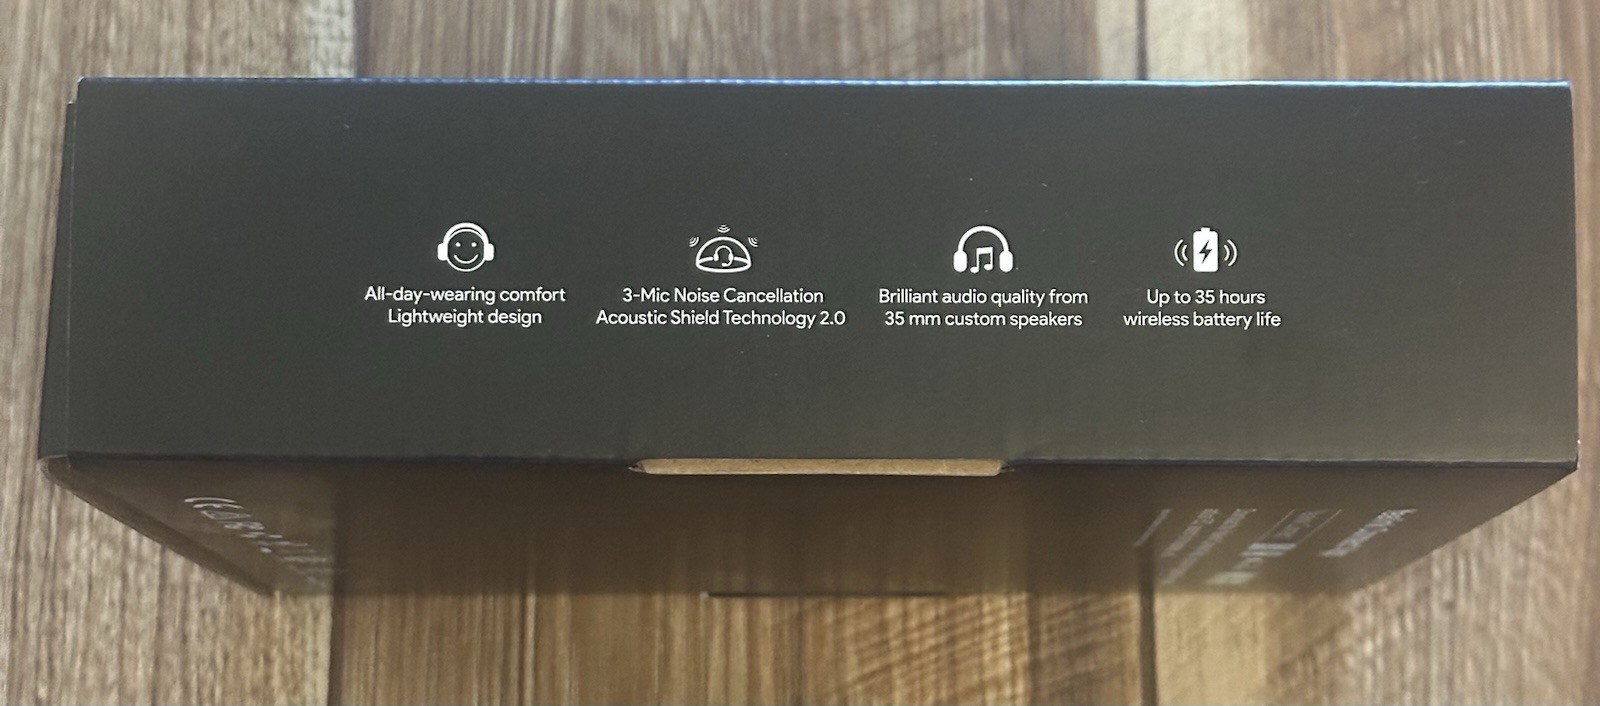 All-day-wearing comfort
Lightweight design
3-Mic Noise Cancellation
Acoustic Shield Technology 2.0
Brilliant audio quality from
35 mm custom speakers
Up to 35 hours
wireless battery life